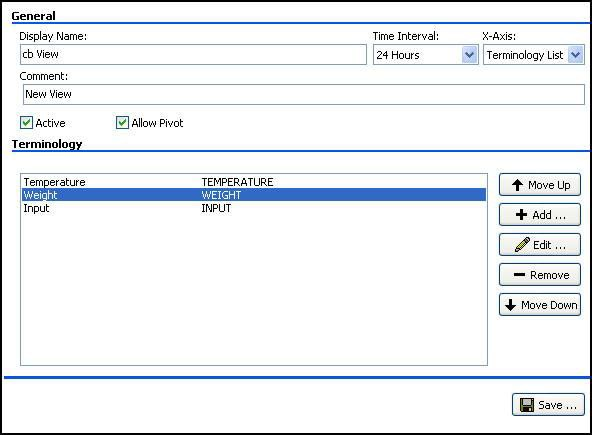 General
Display Name: Time Interval: X-Axis:
cb View 24 Hours Terminology List
Comment:
New View
Active Allow Pivot
Terminology
Temperature TEMPERATURE
Weight WEIGHT
Input INPUT
Move Up
Add ...
Edit ...
Remove
Move Down
Save ...